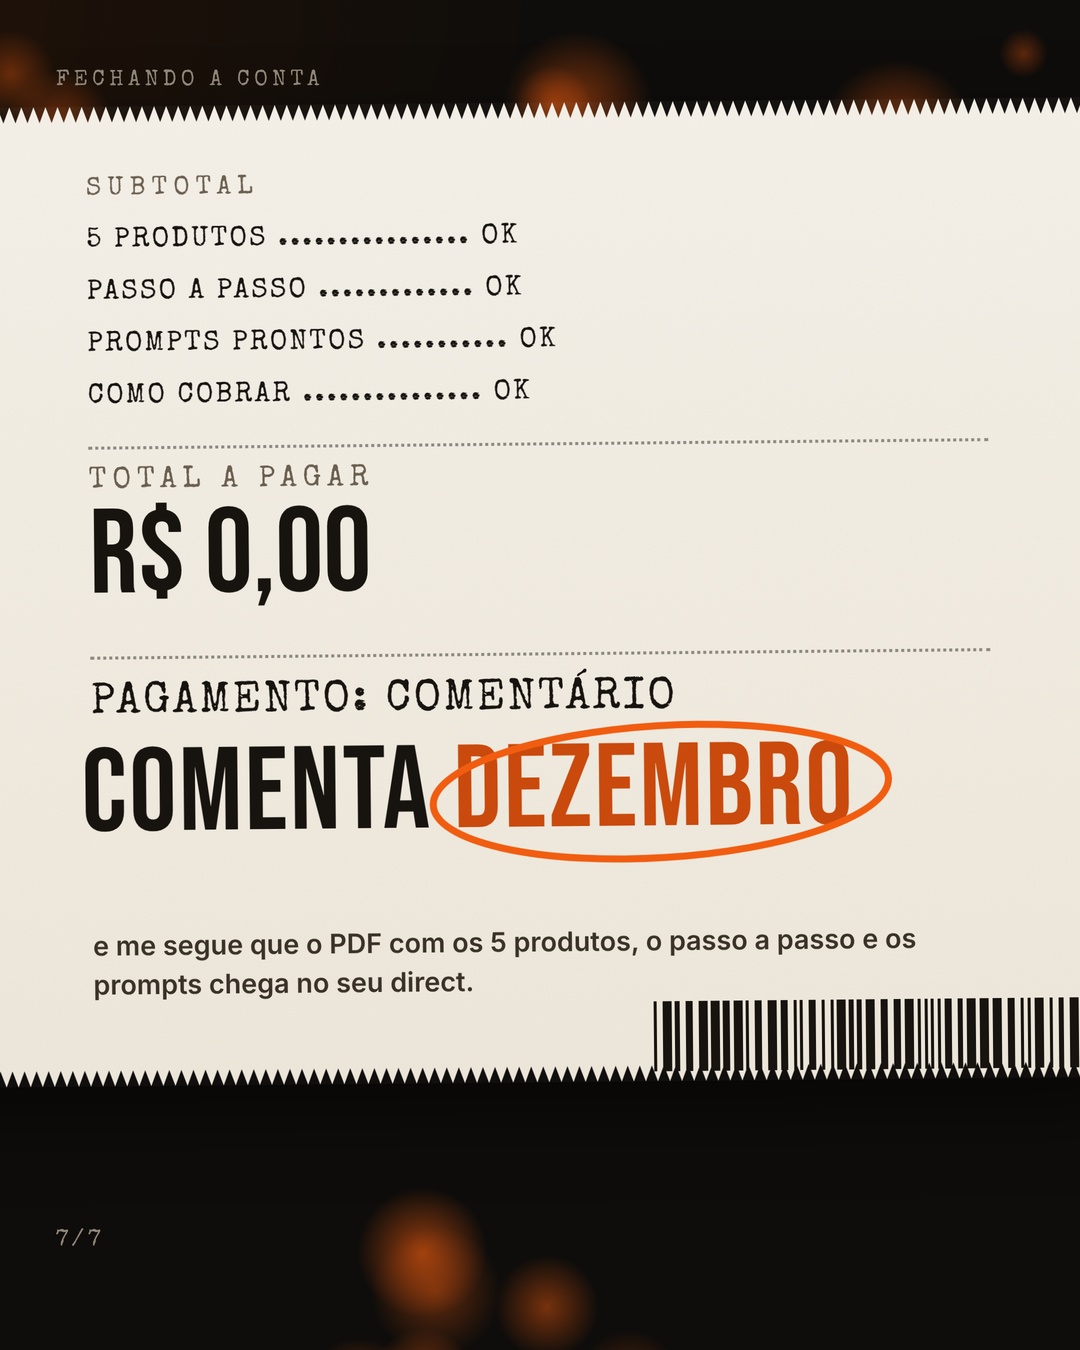 FECHANDO A CONTA
SUBTOTAL
5 PRODUTOS ................ OK
PASSO A PASSO ............. OK
PROMPTS PRONTOS ........... OK
COMO COBRAR ............... OK
TOTAL A PAGAR
R$ 0,00
PAGAMENTO: COMENTÁRIO
COMENTA DEZEMBRO
e me segue que o PDF com os 5 produtos, o passo a passo e os
prompts chega no seu direct.
7/7